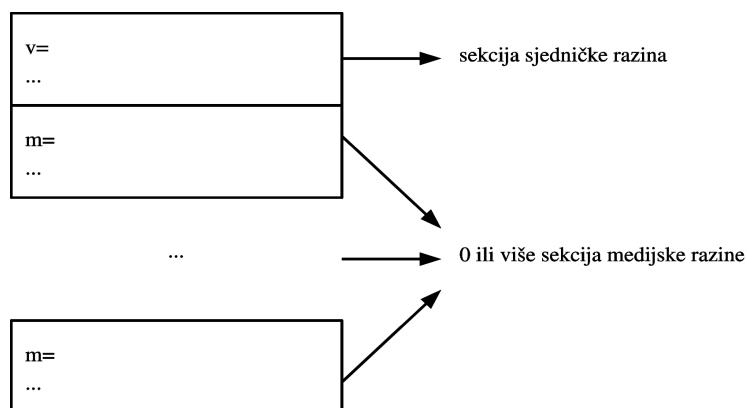 v=
...
sekcija sjedničke razina
m=
...
...
0 ili više sekcija medijske razine
m=
...